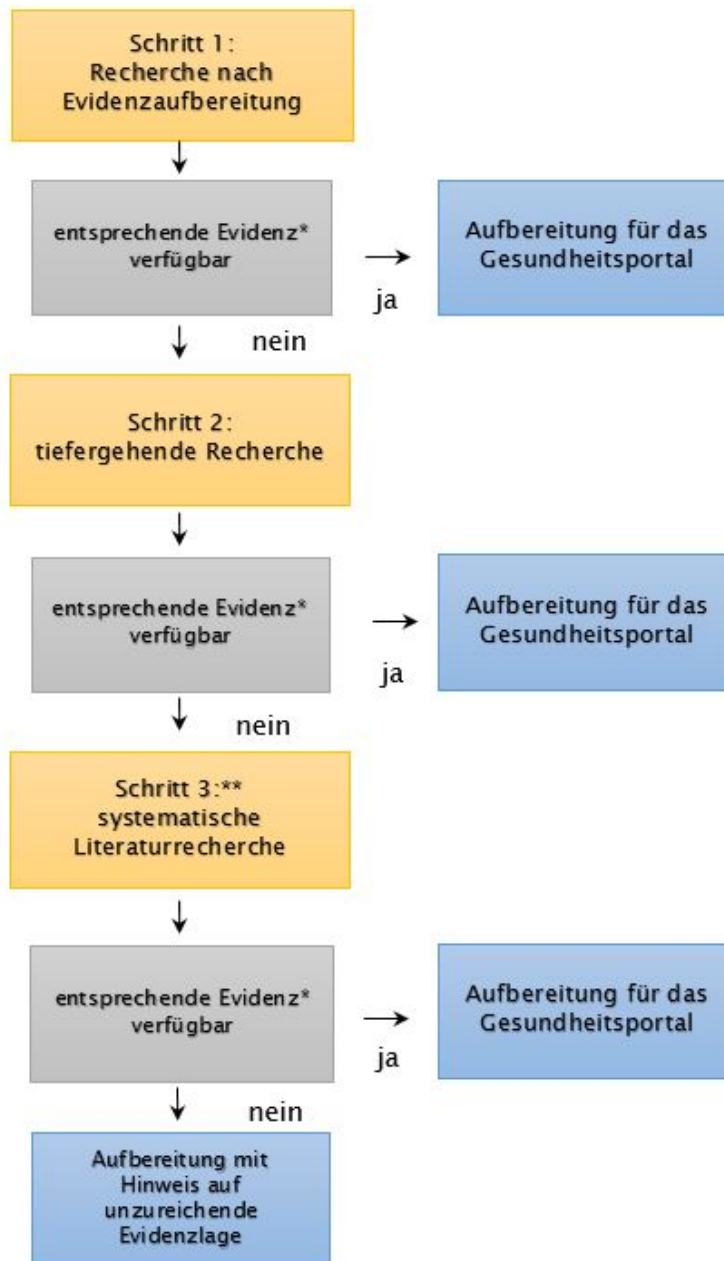 Schritt 1:
Recherche nach
Evidenzaufbereitung
entsprechende Evidenz*
verfügbar
ja
Aufbereitung für das
Gesundheitsportal
nein
Schritt 2:
tiefergehende Recherche
entsprechende Evidenz*
verfügbar
ja
Aufbereitung für das
Gesundheitsportal
nein
Schritt 3:**
systematische
Literaturrecherche
entsprechende Evidenz*
verfügbar
ja
Aufbereitung für das
Gesundheitsportal
nein
Aufbereitung mit
Hinweis auf
unzureichende
Evidenzlage